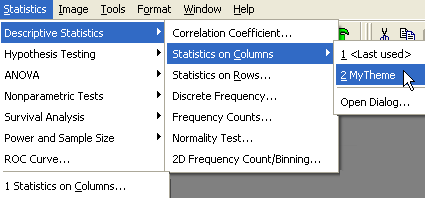 Statistics Image Tools Format Window Help
Descriptive Statistics
Hypothesis Testing
ANOVA
Nonparametric Tests
Survival Analysis
Power and Sample Size
ROC Curve...
1 Statistics on Columns...
Correlation Coefficient...
Statistics on Columns
Statistics on Rows...
Discrete Frequency...
Frequency Counts...
Normality Test...
2D Frequency Count/Binning...
1 <Last used>
2 MyTheme
Open Dialog...